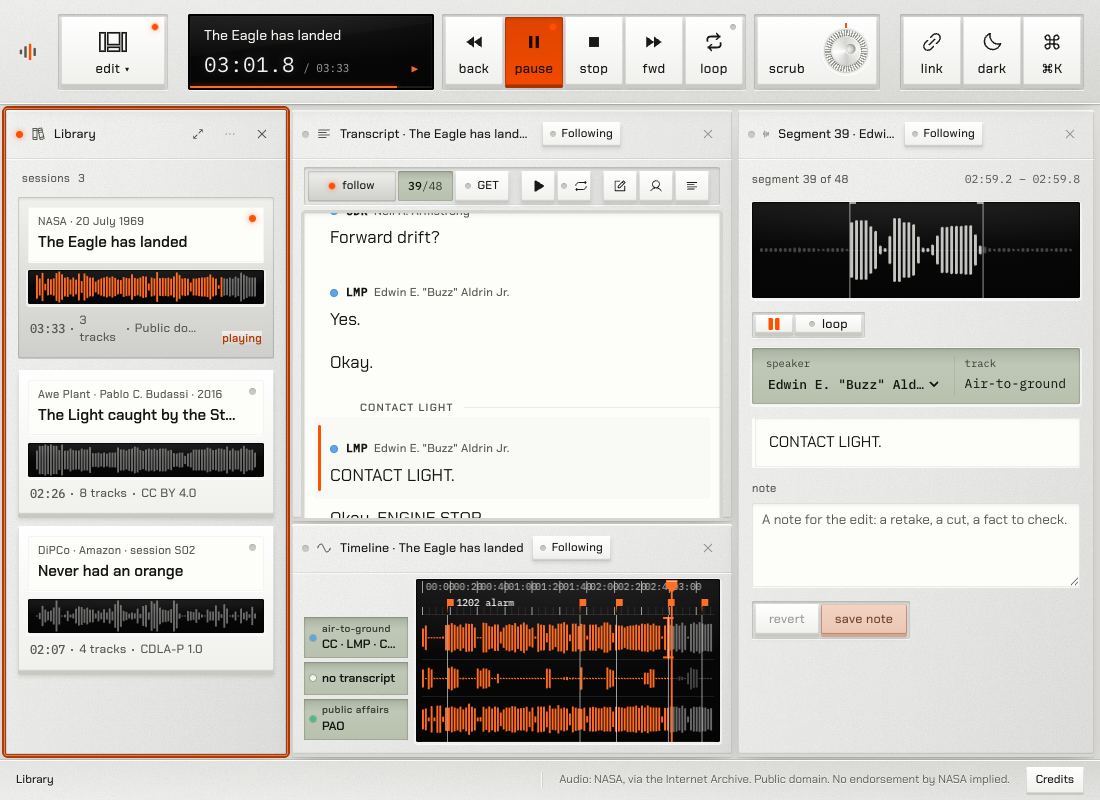 edit ▾
The Eagle has landed
03:01.8 / 03:33
back
pause
stop
fwd
loop
scrub
link
dark
⌘K
Library
sessions 3
NASA · 20 July 1969
The Eagle has landed
03:33 · 3 tracks · Public do...
playing
Awe Plant · Pablo C. Budassi · 2016
The Light caught by the St...
02:26 · 8 tracks · CC BY 4.0
DiPCo · Amazon · session S02
Never had an orange
02:07 · 4 tracks · CDLA-P 1.0
Transcript · The Eagle has land...
Following
follow
39/48
GET
Forward drift?
LMP Edwin E. "Buzz" Aldrin Jr.
Yes.
Okay.
CONTACT LIGHT
LMP Edwin E. "Buzz" Aldrin Jr.
CONTACT LIGHT.
Okay. ENGINE STOP.
Timeline · The Eagle has landed
Following
1202 alarm
air-to-ground
CC · LMP · C...
no transcript
public affairs
PAO
Segment 39 · Edwi...
Following
segment 39 of 48
02:59.2 – 02:59.8
loop
speaker
Edwin E. "Buzz" Ald...
track
Air-to-ground
CONTACT LIGHT.
note
A note for the edit: a retake, a cut, a fact to check.
revert
save note
Library
Audio: NASA, via the Internet Archive. Public domain. No endorsement by NASA implied.
Credits